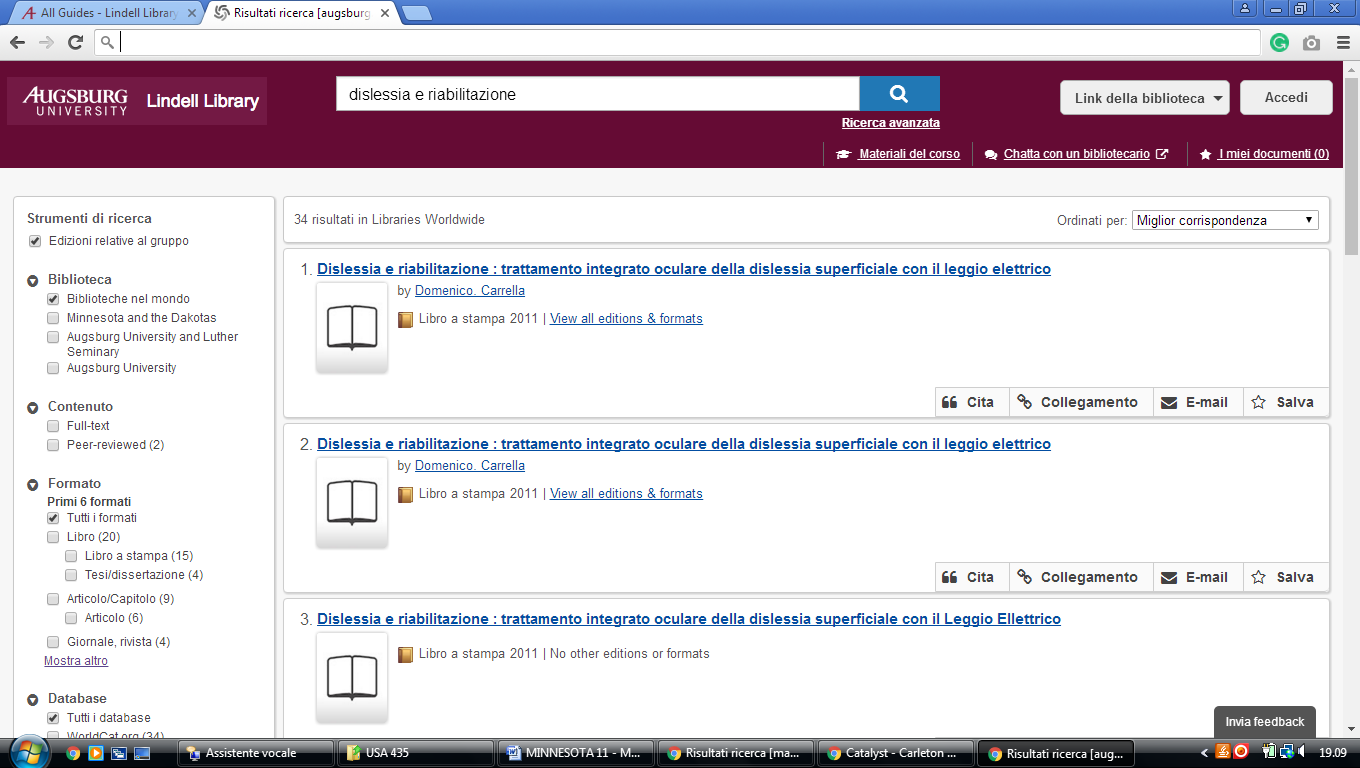 All Guides - Lindell Library
Risultati ricerca [augsburg
AUGSBURG
UNIVERSITY
Lindell Library
dislessia e riabilitazione
Ricerca avanzata
Link della biblioteca
Accedi
Materiali del corso
Chatta con un bibliotecario
I miei documenti (0)
Strumenti di ricerca
Edizioni relative al gruppo
Biblioteca
Biblioteche nel mondo
Minnesota and the Dakotas
Augsburg University and Luther
Seminary
Augsburg University
Contenuto
Full-text
Peer-reviewed (2)
Formato
Primi 6 formati
Tutti i formati
Libro (20)
Libro a stampa (15)
Tesi/dissertazione (4)
Articolo/Capitolo (9)
Articolo (6)
Giornale, rivista (4)
Mostra altro
Database
Tutti i database
WorldCat.org (34)
34 risultati in Libraries Worldwide
Ordinati per: Miglior corrispondenza
1. Dislessia e riabilitazione : trattamento integrato oculare della dislessia superficiale con il leggio elettrico
by Domenico. Carrella
Libro a stampa 2011 | View all editions & formats
Cita Collegamento E-mail Salva
2. Dislessia e riabilitazione : trattamento integrato oculare della dislessia superficiale con il leggio elettrico
by Domenico. Carrella
Libro a stampa 2011 | View all editions & formats
Cita Collegamento E-mail Salva
3. Dislessia e riabilitazione : trattamento integrato oculare della dislessia superficiale con il Leggio Ellettrico
Libro a stampa 2011 | No other editions or formats
Invia feedback
Assistente vocale
USA 435
MINNESOTA 11 - M...
Risultati ricerca [ma...
Catalyst - Carleton ...
Risultati ricerca [aug...
19.09